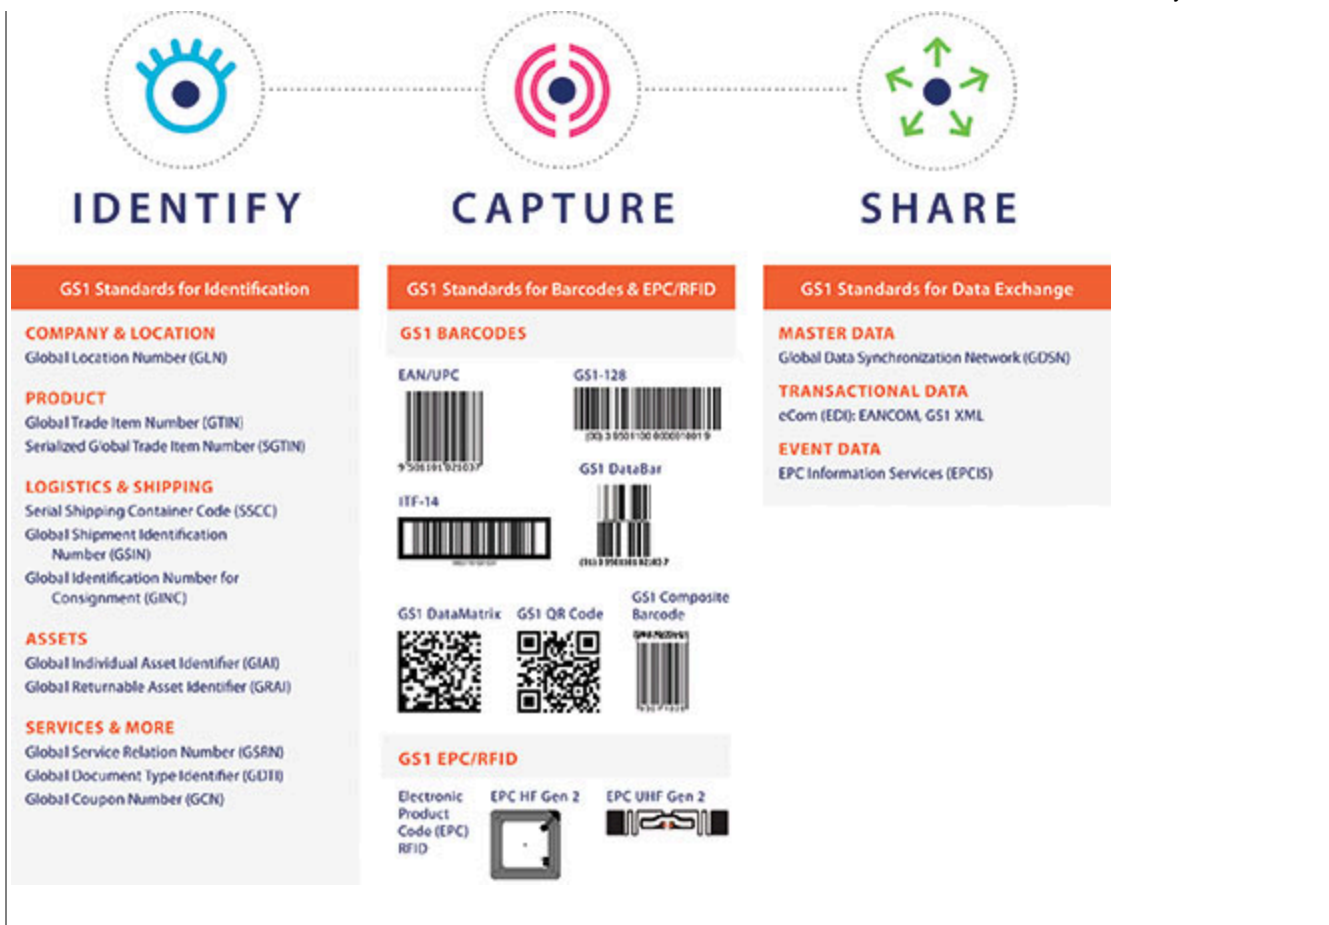 IDENTIFY
CAPTURE
SHARE
GS1 Standards for Identification
COMPANY & LOCATION
Global Location Number (GLN)
PRODUCT
Global Trade Item Number (GTIN)
Serialized Global Trade Item Number (SGTIN)
LOGISTICS & SHIPPING
Serial Shipping Container Code (SSCC)
Global Shipment Identification
Number (GSIN)
Global Identification Number for
Consignment (GINC)
ASSETS
Global Individual Asset Identifier (GIAI)
Global Returnable Asset Identifier (GRAI)
SERVICES & MORE
Global Service Relation Number (GSRN)
Global Document Type Identifier (GDTI)
Global Coupon Number (GCN)
GS1 Standards for Barcodes & EPC/RFID
GS1 BARCODES
EAN/UPC
GS1-128
GS1 DataBar
ITF-14
GS1 DataMatrix
GS1 QR Code
GS1 Composite
Barcode
GS1 EPC/RFID
Electronic
Product
Code (EPC)
RFID
EPC HF Gen 2
EPC UHF Gen 2
GS1 Standards for Data Exchange
MASTER DATA
Global Data Synchronization Network (GDSN)
TRANSACTIONAL DATA
eCom (EDI): EANCOM, GS1 XML
EVENT DATA
EPC Information Services (EPCIS)